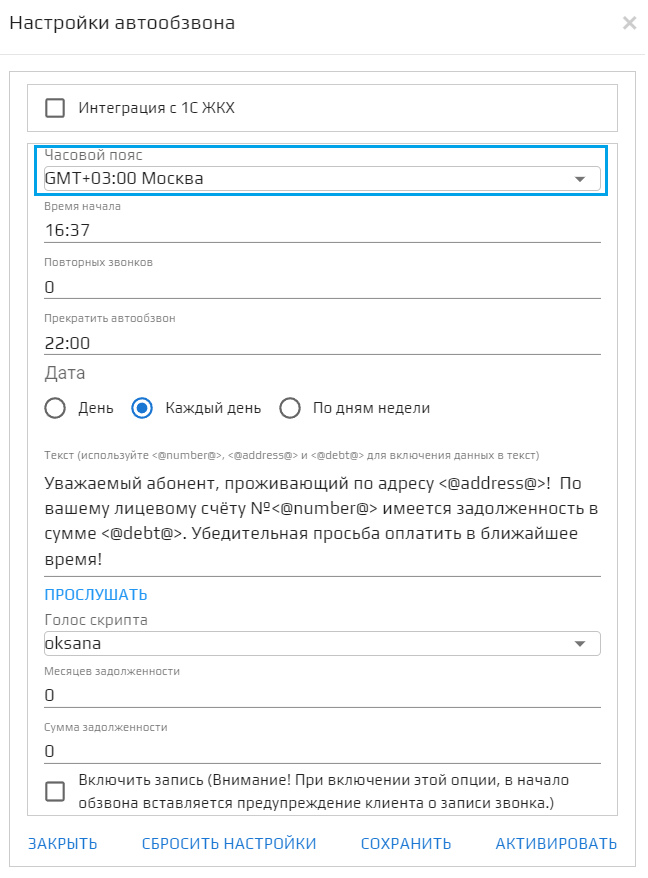 Настройки автообзвона
Интеграция с 1С ЖКХ
Часовой пояс
GMT+03:00 Москва
Время начала
16:37
Повторных звонков
0
Прекратить автообзвон
22:00
Дата
День Каждый день По дням недели
Текст (используйте <@number@>, <@address@> и <@debt@> для включения данных в текст)
Уважаемый абонент, проживающий по адресу <@address@>!  По
вашему лицевому счёту №<@number@> имеется задолженность в
сумме <@debt@>. Убедительная просьба оплатить в ближайшее
время!
ПРОСЛУШАТЬ
Голос скрипта
oksana
Месяцев задолженности
0
Сумма задолженности
0
Включить запись (Внимание! При включении этой опции, в начало
обзвона вставляется предупреждение клиента о записи звонка.)
ЗАКРЫТЬ СБРОСИТЬ НАСТРОЙКИ СОХРАНИТЬ АКТИВИРОВАТЬ